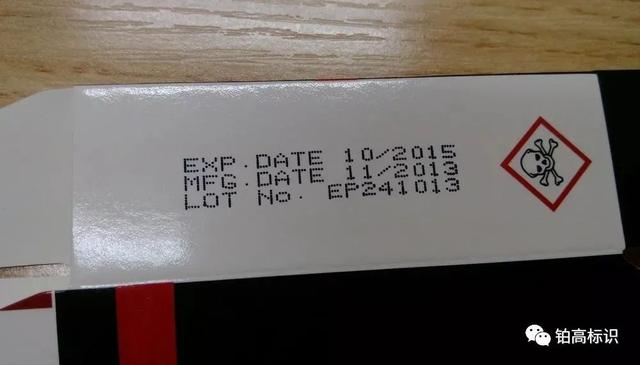 EXP.DATE 10/2015
MFG.DATE 11/2013
LOT No. EP241013
铂高标识